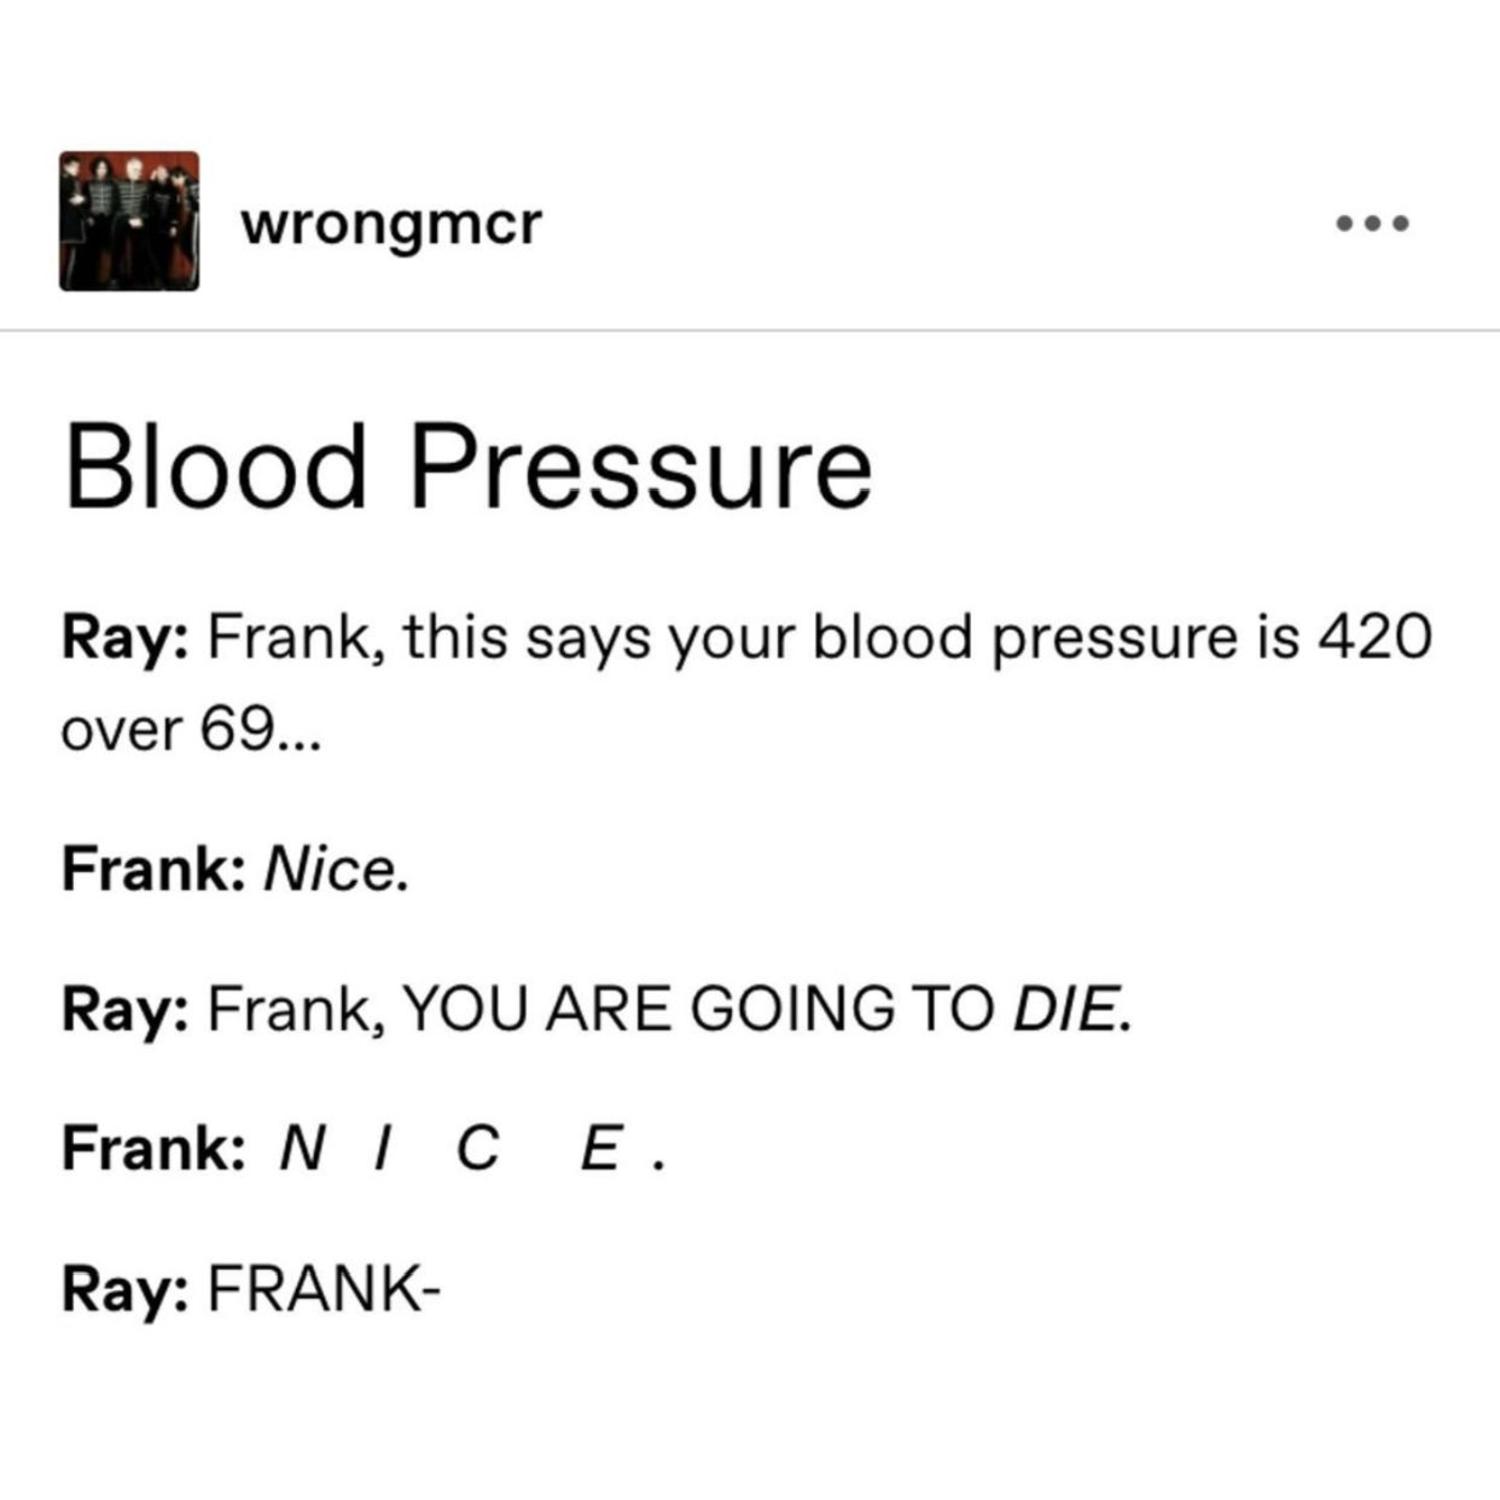 wrongmcr
Blood Pressure
Ray: Frank, this says your blood pressure is 420
over 69...
Frank: Nice.
Ray: Frank, YOU ARE GOING TO DIE.
Frank: N I C E .
Ray: FRANK-